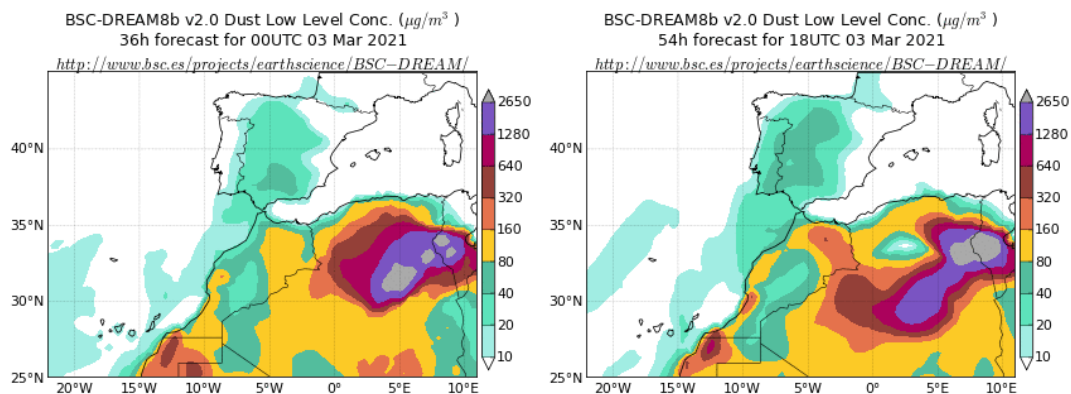 BSC-DREAM8b v2.0 Dust Low Level Conc. (μg/m³ )
36h forecast for 00UTC 03 Mar 2021
http://www.bsc.es/projects/earthscience/BSC−DREAM/
40°N
35°N
30°N
25°N
20°W 15°W 10°W 5°W 0° 5°E 10°E
2650
1280
640
320
160
80
40
20
10
BSC-DREAM8b v2.0 Dust Low Level Conc. (μg/m³ )
54h forecast for 18UTC 03 Mar 2021
http://www.bsc.es/projects/earthscience/BSC−DREAM/
40°N
35°N
30°N
25°N
20°W 15°W 10°W 5°W 0° 5°E 10°E
2650
1280
640
320
160
80
40
20
10